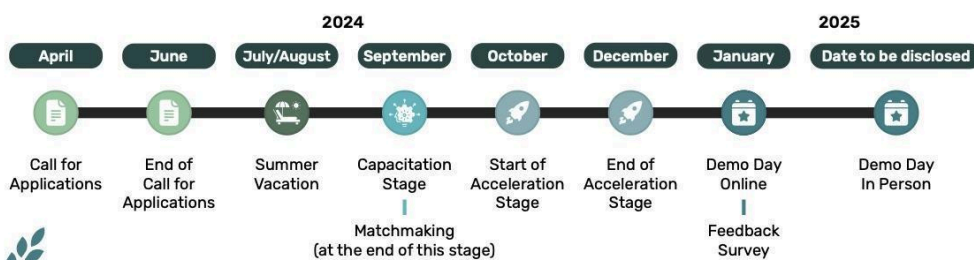 2024
2025
April
June
July/August
September
October
December
January
Date to be disclosed
Call for
Applications
End of
Call for
Applications
Summer
Vacation
Capacitation
Stage
Matchmaking
(at the end of this stage)
Start of
Acceleration
Stage
End of
Acceleration
Stage
Demo Day
Online
Feedback
Survey
Demo Day
In Person